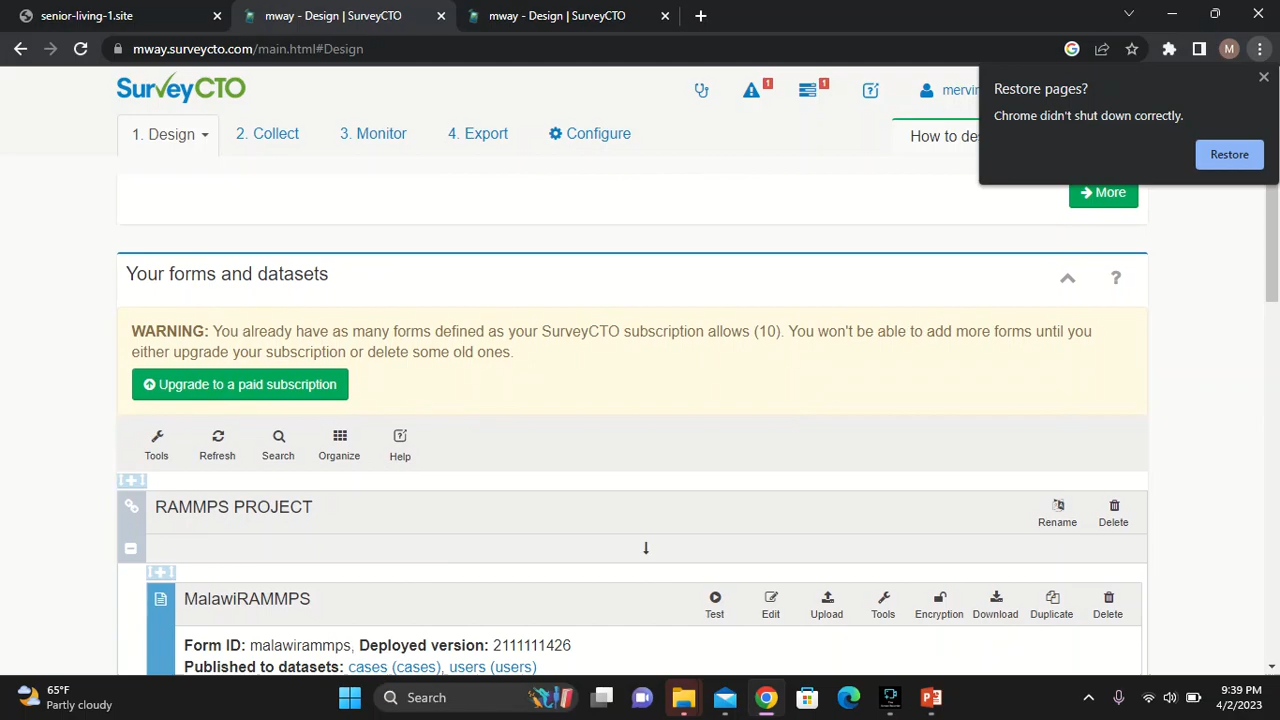 senior-living-1.site
mway - Design | SurveyCTO
mway - Design | SurveyCTO
mway.surveycto.com/main.html#Design
M
SurveyCTO
1
1
mervin
Restore pages?
Chrome didn't shut down correctly.
Restore
1. Design
2. Collect
3. Monitor
4. Export
Configure
How to des
More
Your forms and datasets
?
WARNING: You already have as many forms defined as your SurveyCTO subscription allows (10). You won't be able to add more forms until you
either upgrade your subscription or delete some old ones.
Upgrade to a paid subscription
Tools
Refresh
Search
Organize
Help
RAMMPS PROJECT
Rename
Delete
MalawiRAMMPS
Test
Edit
Upload
Tools
Encryption
Download
Duplicate
Delete
Form ID: malawirammps, Deployed version: 2111111426
Published to datasets: cases (cases), users (users)
65°F
Partly cloudy
Search
9:39 PM
4/2/2023